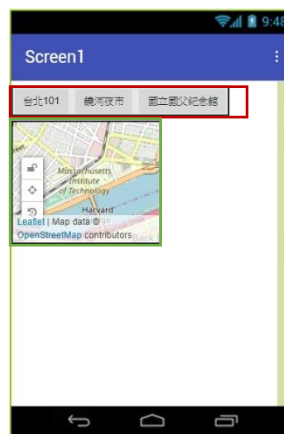 9:48
Screen1
台北101 饒河夜市 國立國父紀念館
Massachusetts
Institute
of Technology
Harvard
Leaflet | Map data ©
OpenStreetMap contributors